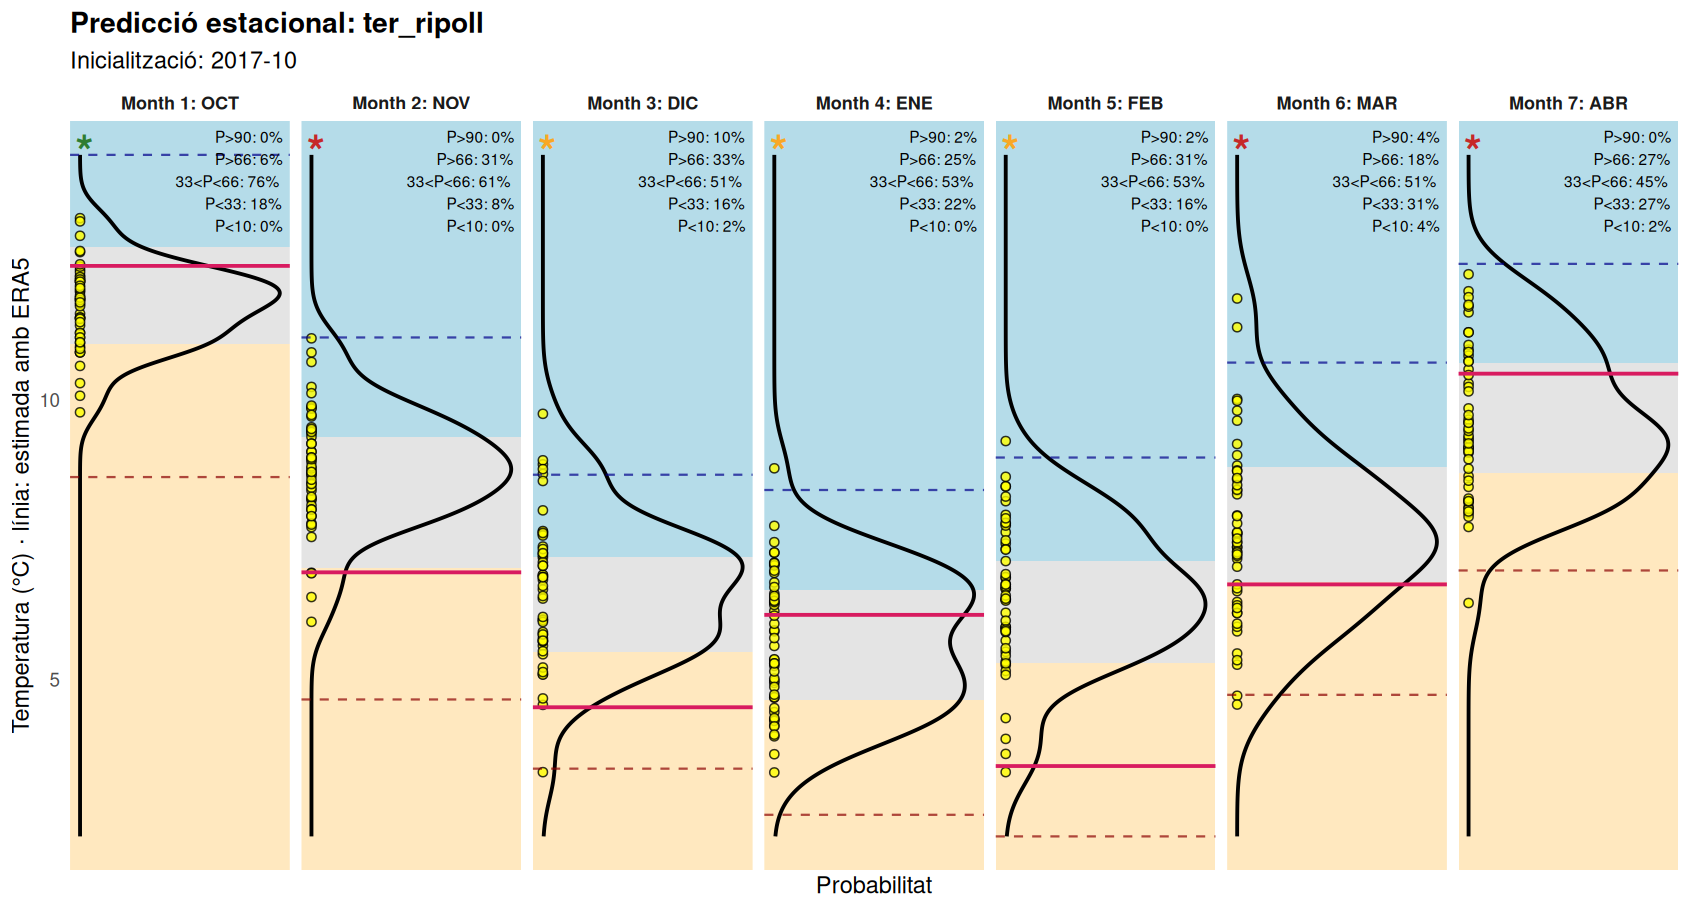 Predicció estacional: ter_ripoll
Inicialització: 2017-10
Month 1: OCT
P>90: 0%
P>66: 6%
33<P<66: 76%
P<33: 18%
P<10: 0%
Month 2: NOV
P>90: 0%
P>66: 31%
33<P<66: 61%
P<33: 8%
P<10: 0%
Month 3: DIC
P>90: 10%
P>66: 33%
33<P<66: 51%
P<33: 16%
P<10: 2%
Month 4: ENE
P>90: 2%
P>66: 25%
33<P<66: 53%
P<33: 22%
P<10: 0%
Month 5: FEB
P>90: 2%
P>66: 31%
33<P<66: 53%
P<33: 16%
P<10: 0%
Month 6: MAR
P>90: 4%
P>66: 18%
33<P<66: 51%
P<33: 31%
P<10: 4%
Month 7: ABR
P>90: 0%
P>66: 27%
33<P<66: 45%
P<33: 27%
P<10: 2%
Temperatura (°C) · línia: estimada amb ERA5
10
5
Probabilitat